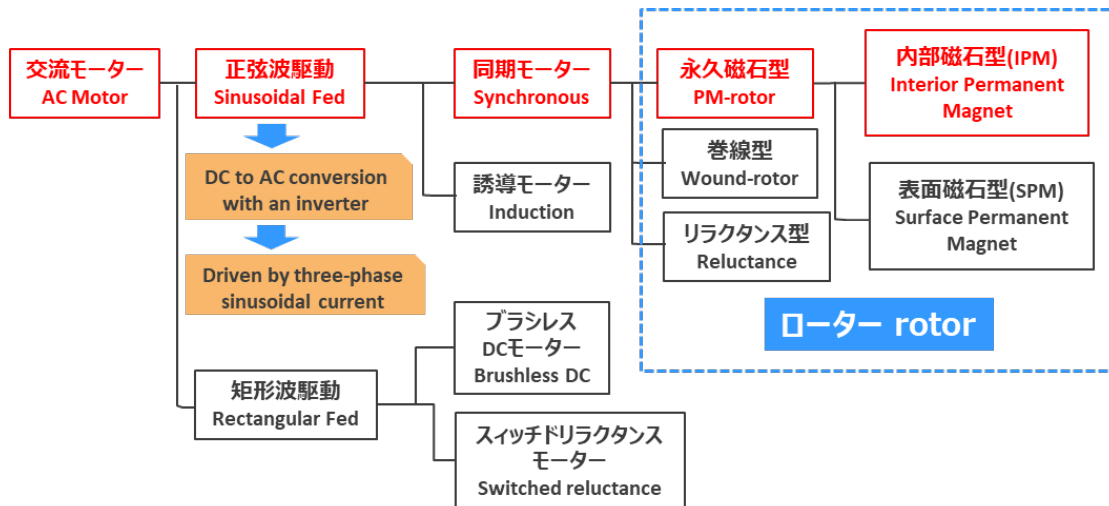 交流モーター
AC Motor
正弦波駆動
Sinusoidal Fed
同期モーター
Synchronous
永久磁石型
PM-rotor
内部磁石型(IPM)
Interior Permanent
Magnet
DC to AC conversion
with an inverter
誘導モーター
Induction
巻線型
Wound-rotor
表面磁石型(SPM)
Surface Permanent
Magnet
リラクタンス型
Reluctance
Driven by three-phase
sinusoidal current
ローター rotor
矩形波駆動
Rectangular Fed
ブラシレス
DCモーター
Brushless DC
スィッチドリラクタンス
モーター
Switched reluctance